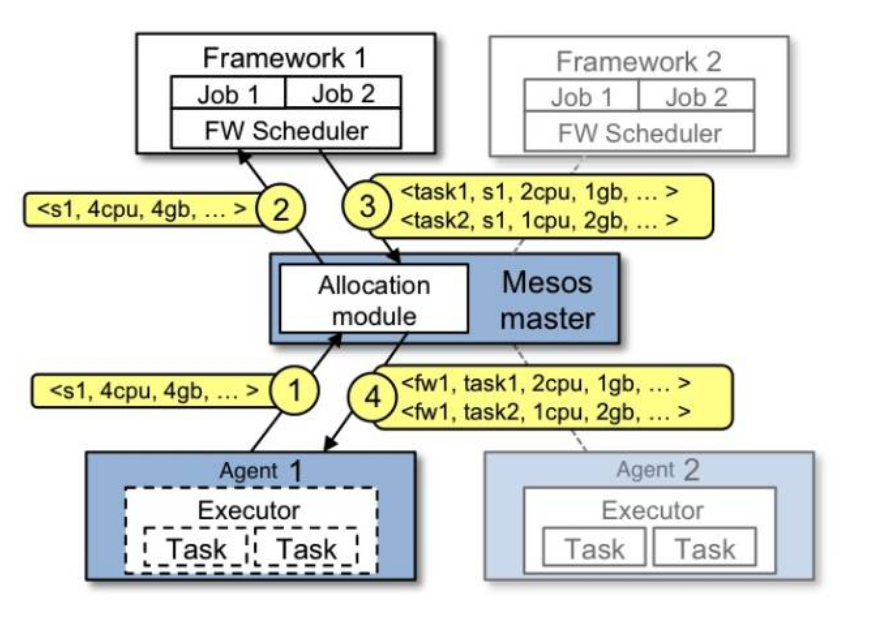 Framework 1
Job 1 Job 2
FW Scheduler
Framework 2
Job 1 Job 2
FW Scheduler
<s1, 4cpu, 4gb, ... >
2
3
<task1, s1, 2cpu, 1gb, ... >
<task2, s1, 1cpu, 2gb, ... >
Allocation
module
Mesos
master
<s1, 4cpu, 4gb, ... >
1
4
<fw1, task1, 2cpu, 1gb, ... >
<fw1, task2, 1cpu, 2gb, ... >
Agent 1
Executor
Task Task
Agent 2
Executor
Task Task